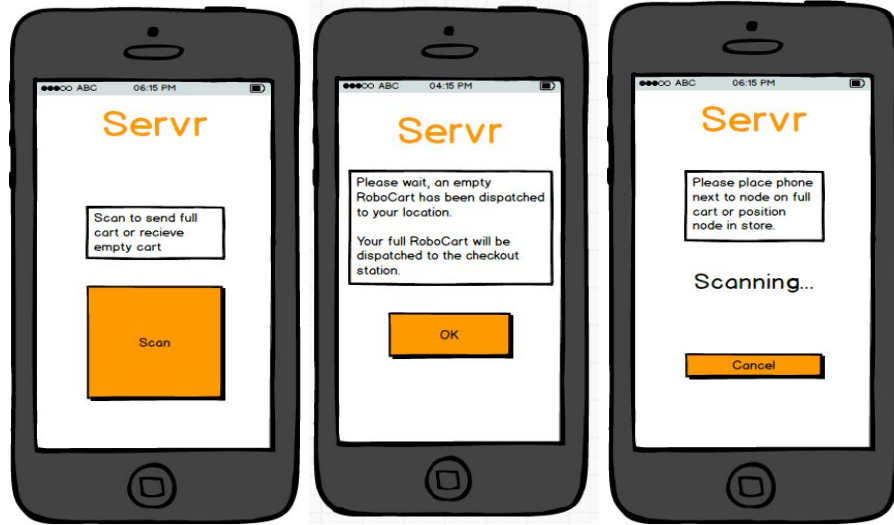 ABC 06:15 PM
Servr
Scan to send full
cart or recieve
empty cart
Scan
ABC 04:15 PM
Servr
Please wait, an empty
RoboCart has been dispatched
to your location.
Your full RoboCart will be
dispatched to the checkout
station.
OK
ABC 06:15 PM
Servr
Please place phone
next to node on full
cart or position
node in store.
Scanning...
Cancel